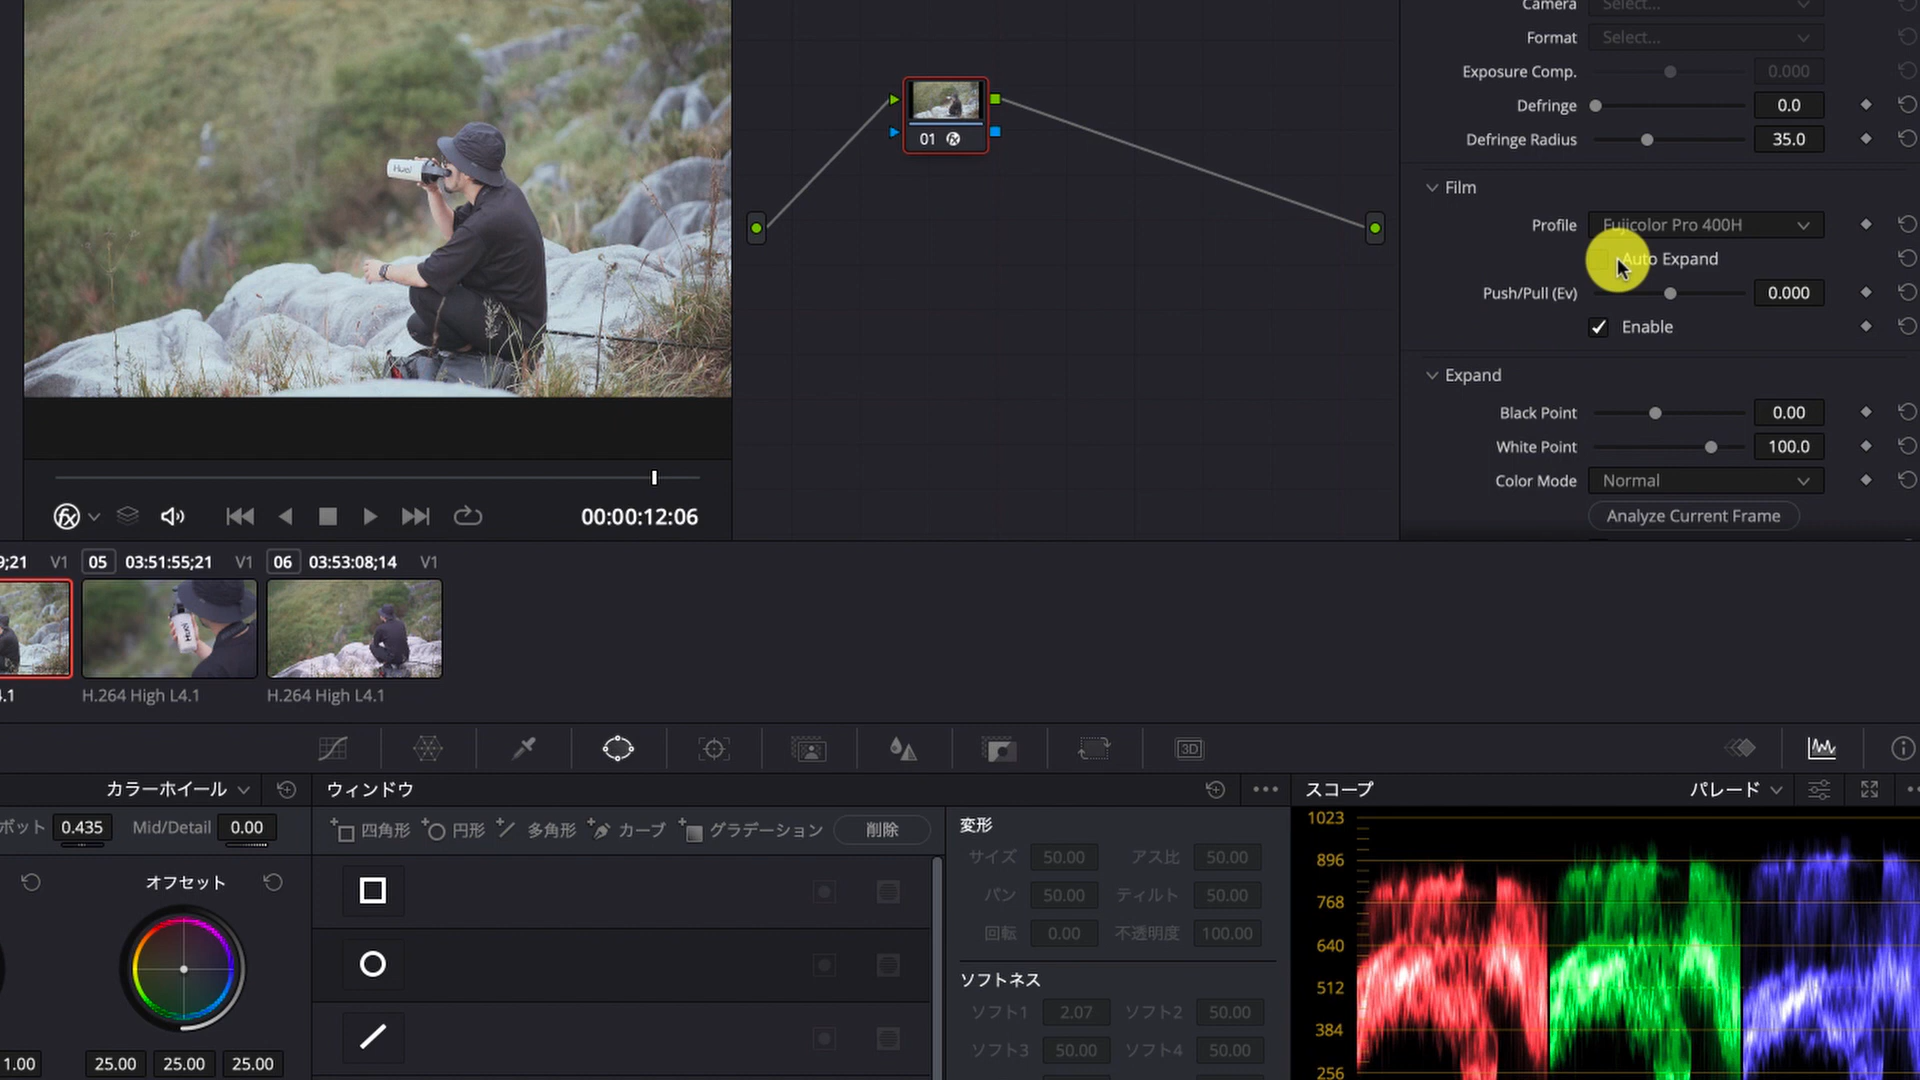 Camera Select...
Format Select...
Exposure Comp. 0.000
Defringe 0.0
Defringe Radius 35.0
Film
Profile Fujicolor Pro 400H
Auto Expand
Push/Pull (Ev) 0.000
Enable
Expand
Black Point 0.00
White Point 100.0
Color Mode Normal
Analyze Current Frame
Huel
01
00:00:12:06
9;21 V1 05 03:51:55;21 V1 06 03:53:08;14 V1
Huel
.1 H.264 High L4.1 H.264 High L4.1
3D
カラーホイール
ボット 0.435 Mid/Detail 0.00
オフセット
1.00 25.00 25.00 25.00
ウィンドウ
四角形 円形 多角形 カーブ グラデーション 削除
変形
サイズ 50.00 アス比 50.00
パン 50.00 ティルト 50.00
回転 0.00 不透明度 100.00
ソフトネス
ソフト1 2.07 ソフト2 50.00
ソフト3 50.00 ソフト4 50.00
スコープ パレード
1023
896
768
640
512
384
256